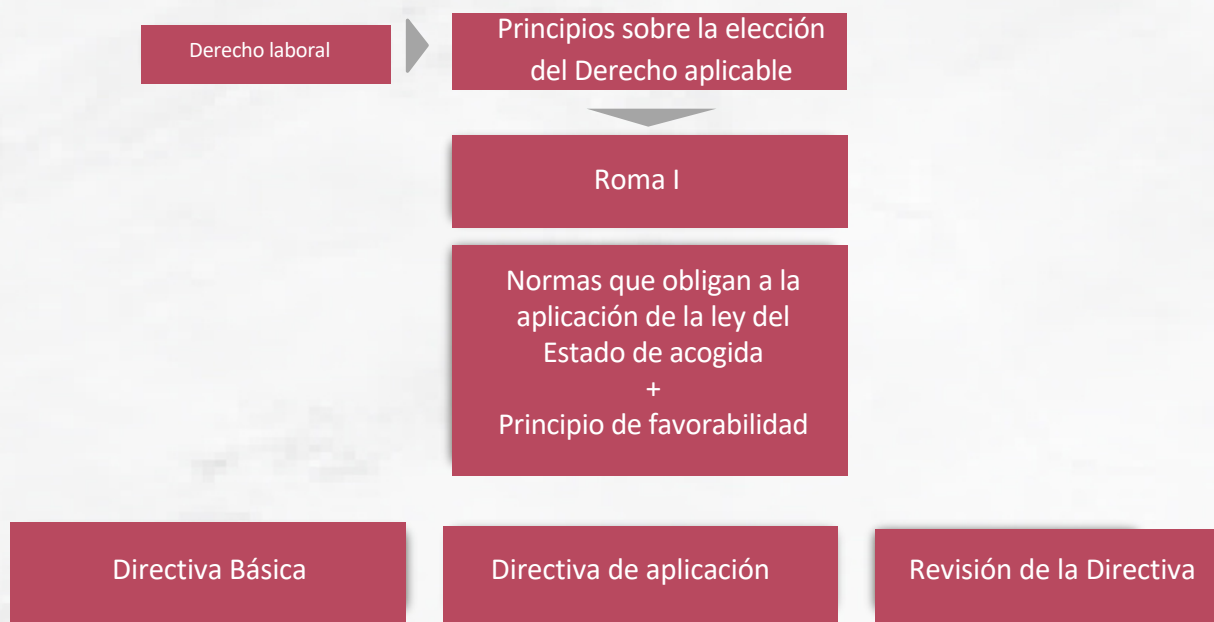 Derecho laboral
Principios sobre la elección
del Derecho aplicable
Roma I
Normas que obligan a la
aplicación de la ley del
Estado de acogida
+
Principio de favorabilidad
Directiva Básica
Directiva de aplicación
Revisión de la Directiva